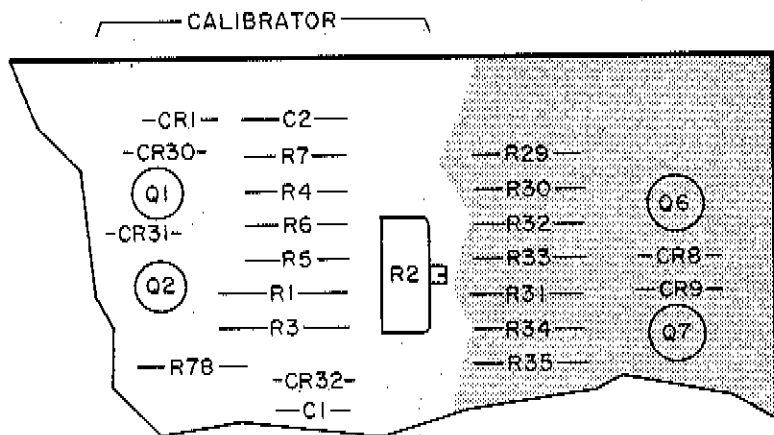 CALIBRATOR
CR1
C2
CR30
R7
R29
Q1
R4
R30
Q6
R6
R32
CR31
R5
R33
CR8
Q2
R2
R1
R31
CR9
R3
R34
Q7
R78
R35
CR32
C1